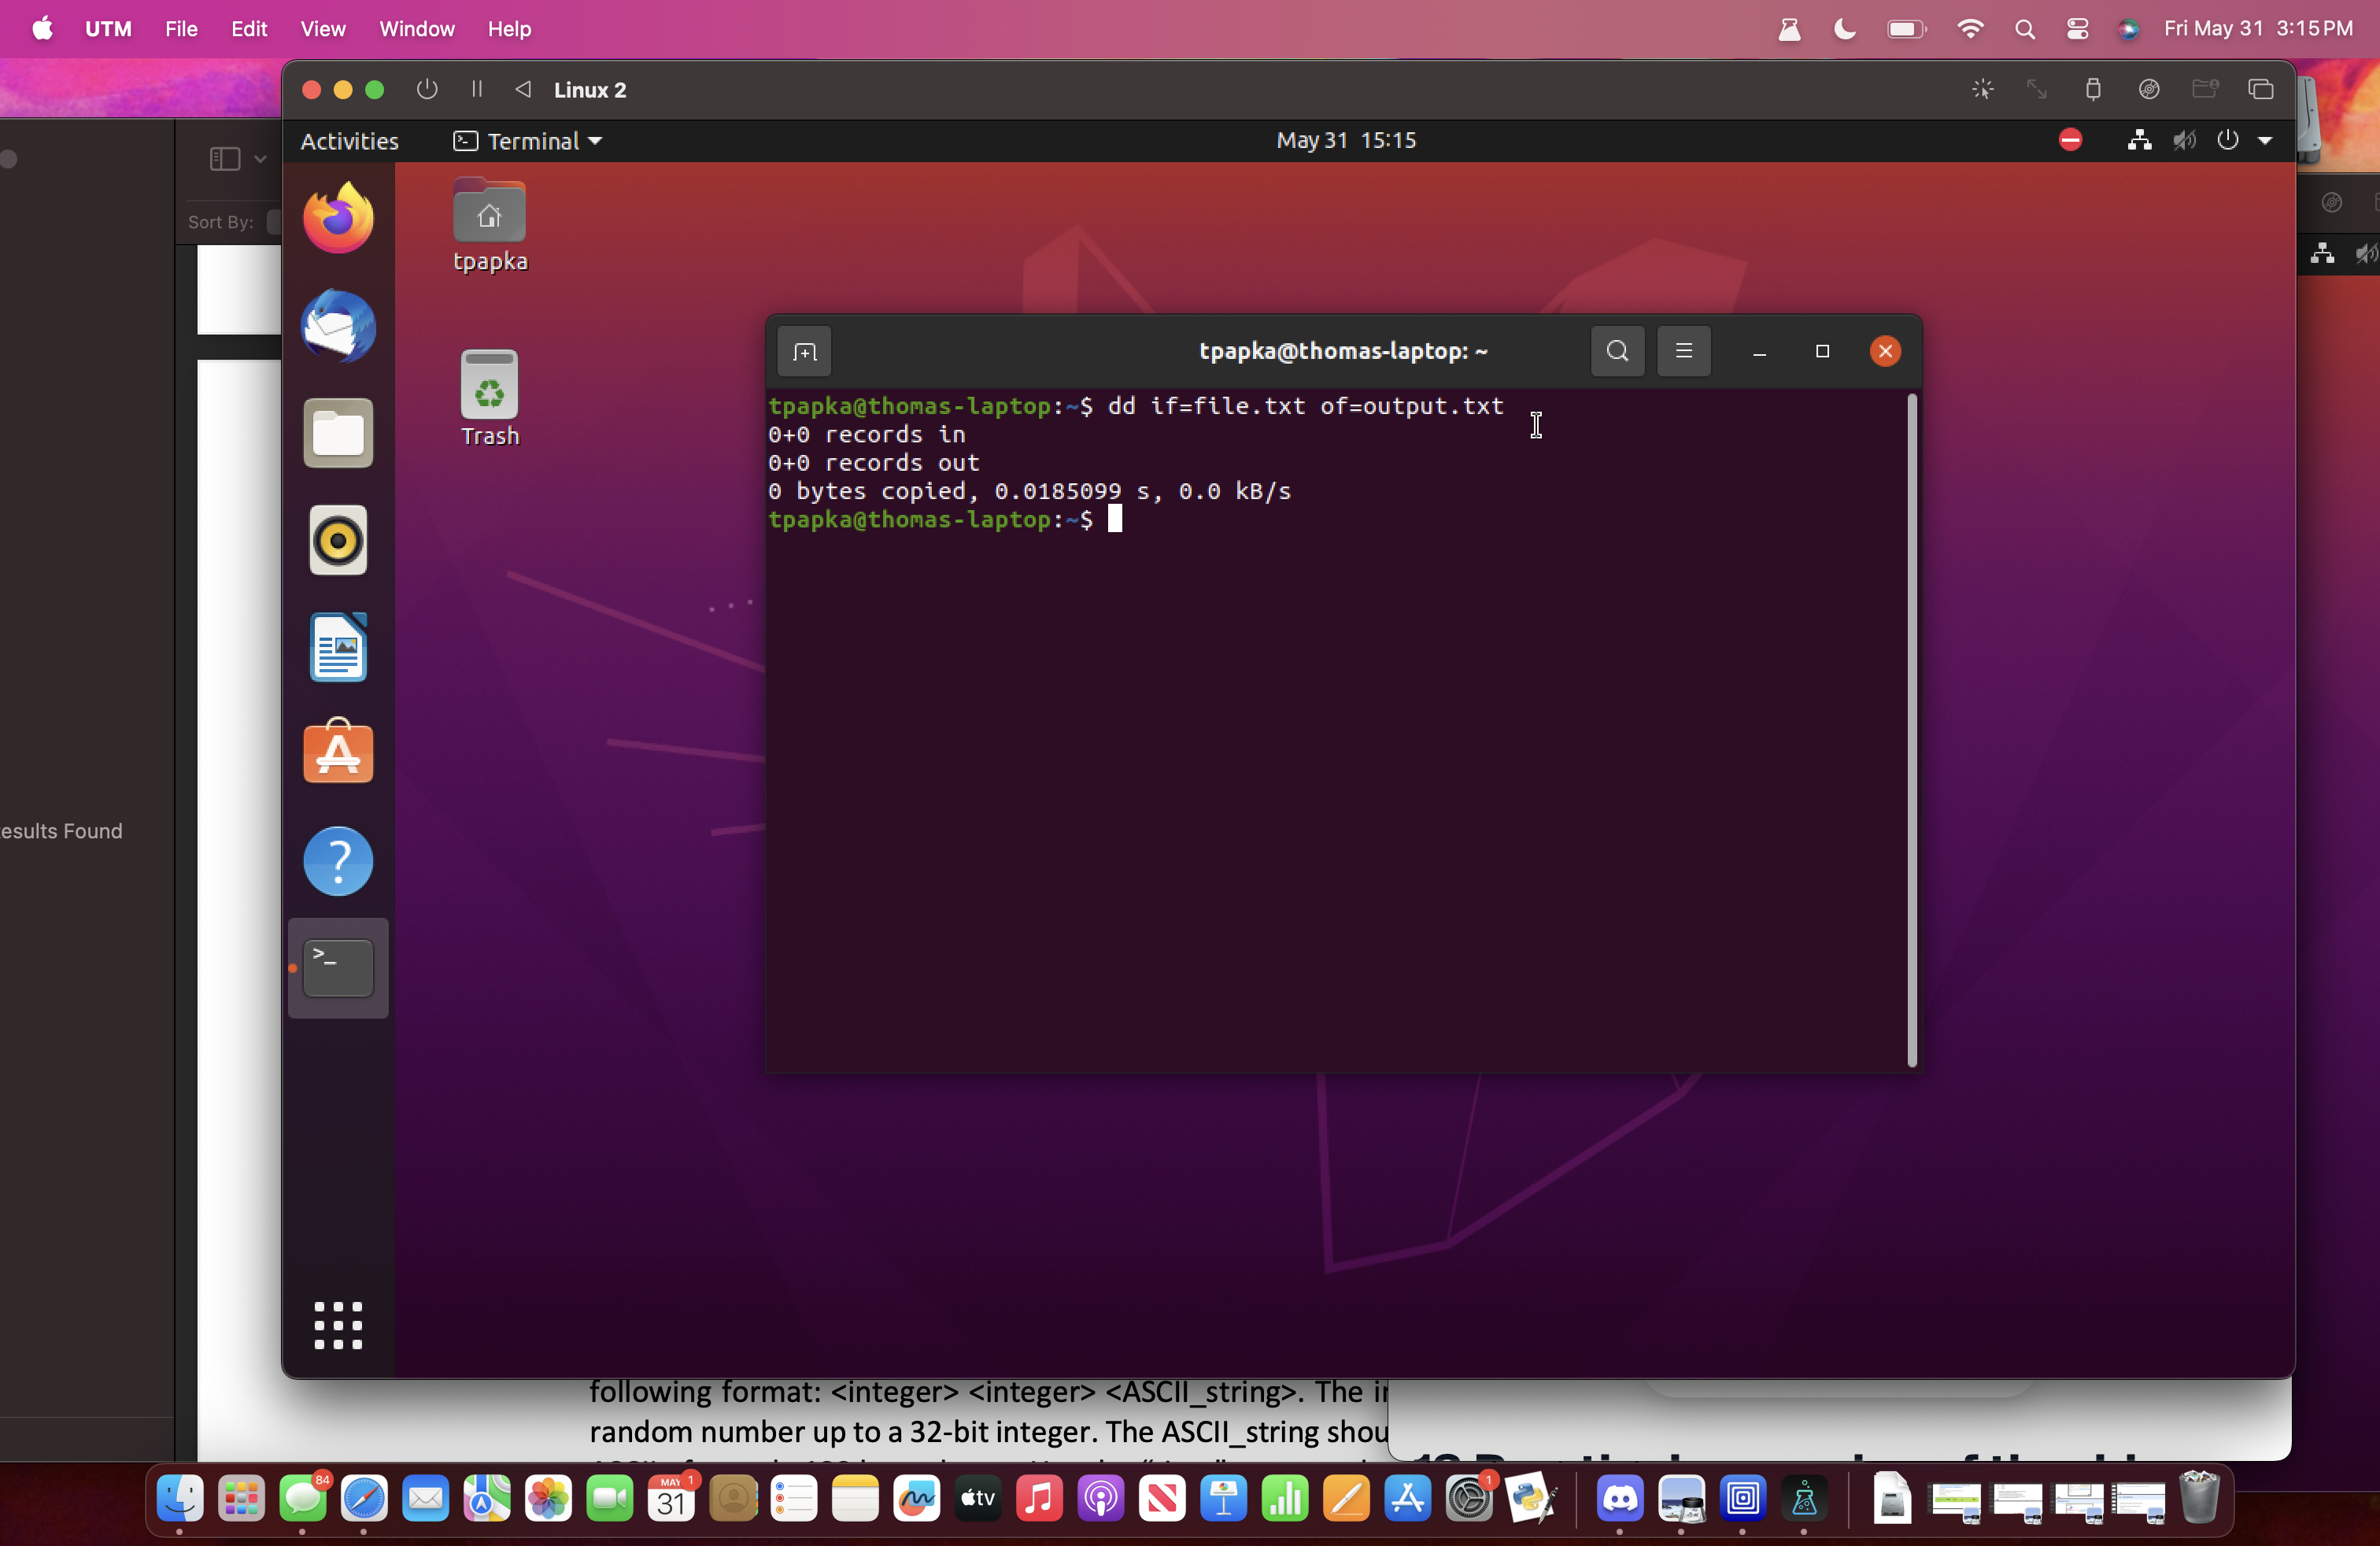 UTM File Edit View Window Help Fri May 31 3:15 PM
Linux 2
Activities Terminal May 31 15:15
Sort By:
tpapka
Trash
tpapka@thomas-laptop: ~
tpapka@thomas-laptop:~$ dd if=file.txt of=output.txt
0+0 records in
0+0 records out
0 bytes copied, 0.0185099 s, 0.0 kB/s
tpapka@thomas-laptop:~$
esults Found
following format: <integer> <integer> <ASCII_string>. The
random number up to a 32-bit integer. The ASCII_string shou
84
MAY
31
1
tv
1